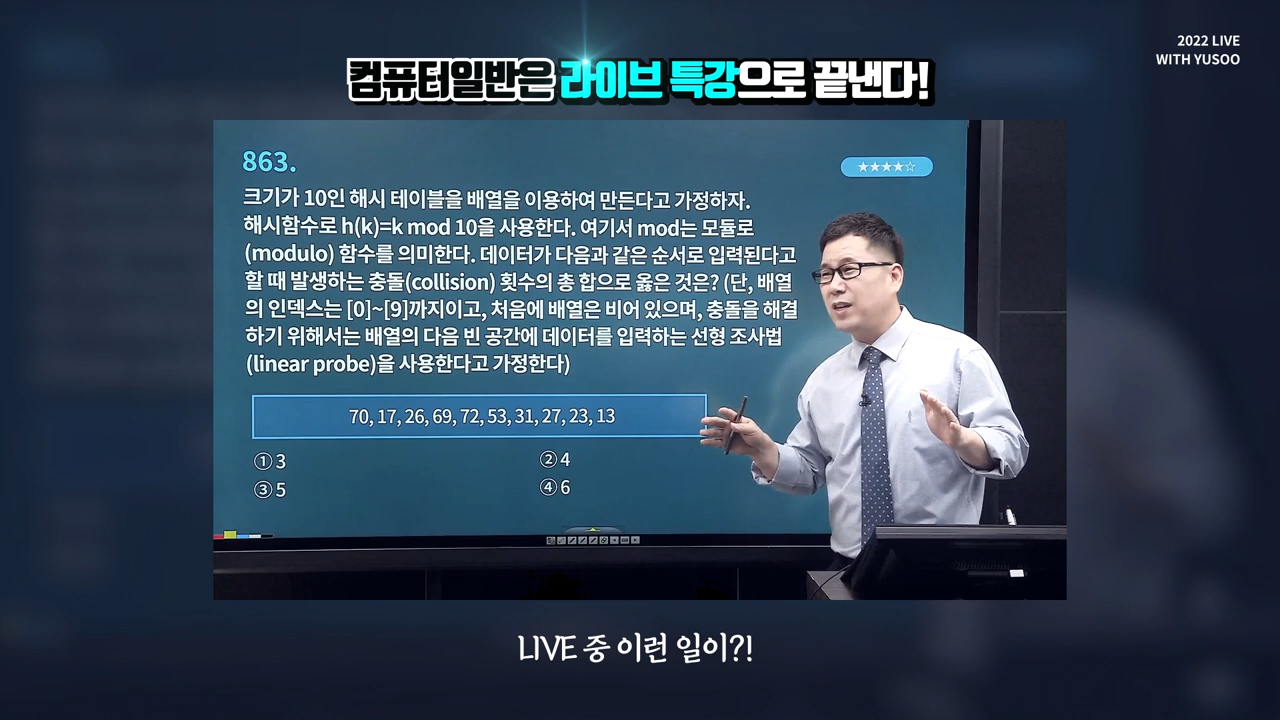 2022 LIVE
WITH YUSOO
컴퓨터일반은 라이브 특강으로 끝낸다!
863.
★★★★☆
크기가 10인 해시 테이블을 배열을 이용하여 만든다고 가정하자.
해시함수로 h(k)=k mod 10을 사용한다. 여기서 mod는 모듈로
(modulo) 함수를 의미한다. 데이터가 다음과 같은 순서로 입력된다고
할 때 발생하는 충돌(collision) 횟수의 총 합으로 옳은 것은? (단, 배열
의 인덱스는 [0]~[9]까지이고, 처음에 배열은 비어 있으며, 충돌을 해결
하기 위해서는 배열의 다음 빈 공간에 데이터를 입력하는 선형 조사법
(linear probe)을 사용한다고 가정한다)
70, 17, 26, 69, 72, 53, 31, 27, 23, 13
① 3 ② 4
③ 5 ④ 6
LIVE 중 이런 일이?!